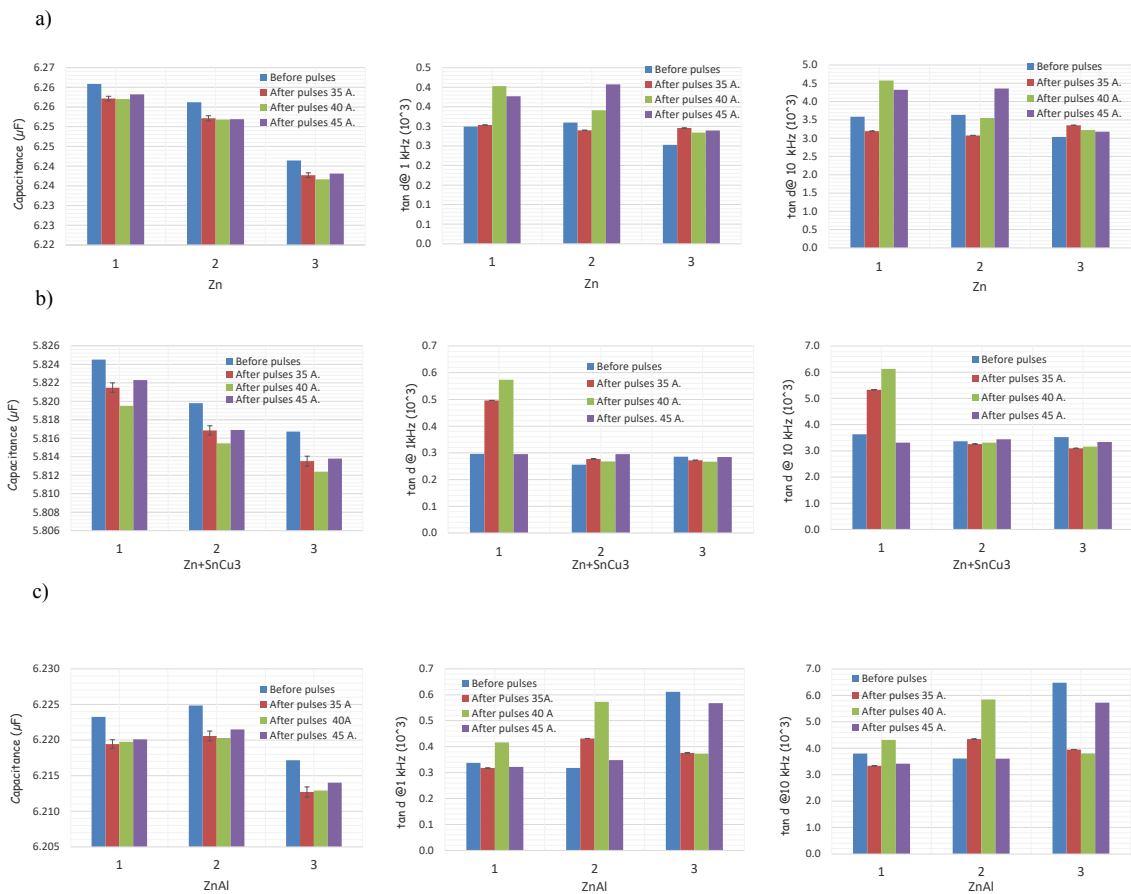 a)
6.27
6.26
6.26
6.25
6.25
6.24
6.24
6.23
6.23
6.22
Capacitance (µF)
Before pulses
After pulses 35 A.
After pulses 40 A.
After pulses 45 A.
1 2 3
Zn
0.5
0.4
0.4
0.3
0.3
0.2
0.2
0.1
0.1
0.0
tan d@ 1 kHz (10^3)
Before pulses
After pulses 35 A.
After pulses 40 A.
After pulses 45 A.
1 2 3
Zn
5.0
4.5
4.0
3.5
3.0
2.5
2.0
1.5
1.0
0.5
0.0
tan d@ 10 kHz (10^3)
Before pulses
After pulses 35 A.
After pulses 40 A.
After pulses 45 A.
1 2 3
Zn
b)
5.826
5.824
5.822
5.820
5.818
5.816
5.814
5.812
5.810
5.808
5.806
Capacitance (µF)
Before pulses
After pulses 35 A.
After pulses 40 A.
After pulses 45 A.
1 2 3
Zn+SnCu3
0.7
0.6
0.5
0.4
0.3
0.2
0.1
0.0
tan d @ 1kHz (10^3)
Before pulses
After pulses 35 A.
After pulses 40 A.
After pulses. 45 A.
1 2 3
Zn+SnCu3
7.0
6.0
5.0
4.0
3.0
2.0
1.0
0.0
tan d @ 10 kHz (10^3)
Before pulses
After pulses 35 A.
After pulses 40 A.
After pulses 45 A.
1 2 3
Zn+SnCu3
c)
6.230
6.225
6.220
6.215
6.210
6.205
Capacitance (µF)
Before pulses
After pulses 35 A
After pulses 40A
After pulses 45 A.
1 2 3
ZnAl
0.7
0.6
0.5
0.4
0.3
0.2
0.1
0.0
tan d @1 kHz (10^3)
Before pulses
After Pulses 35A.
After pulses 40 A
After pulses 45 A.
1 2 3
ZnAl
7.0
6.0
5.0
4.0
3.0
2.0
1.0
0.0
tan d @10 kHz (10^3)
Before pulses
After pulses 35 A.
After pulses 40 A.
After pulses 45 A.
1 2 3
ZnAl